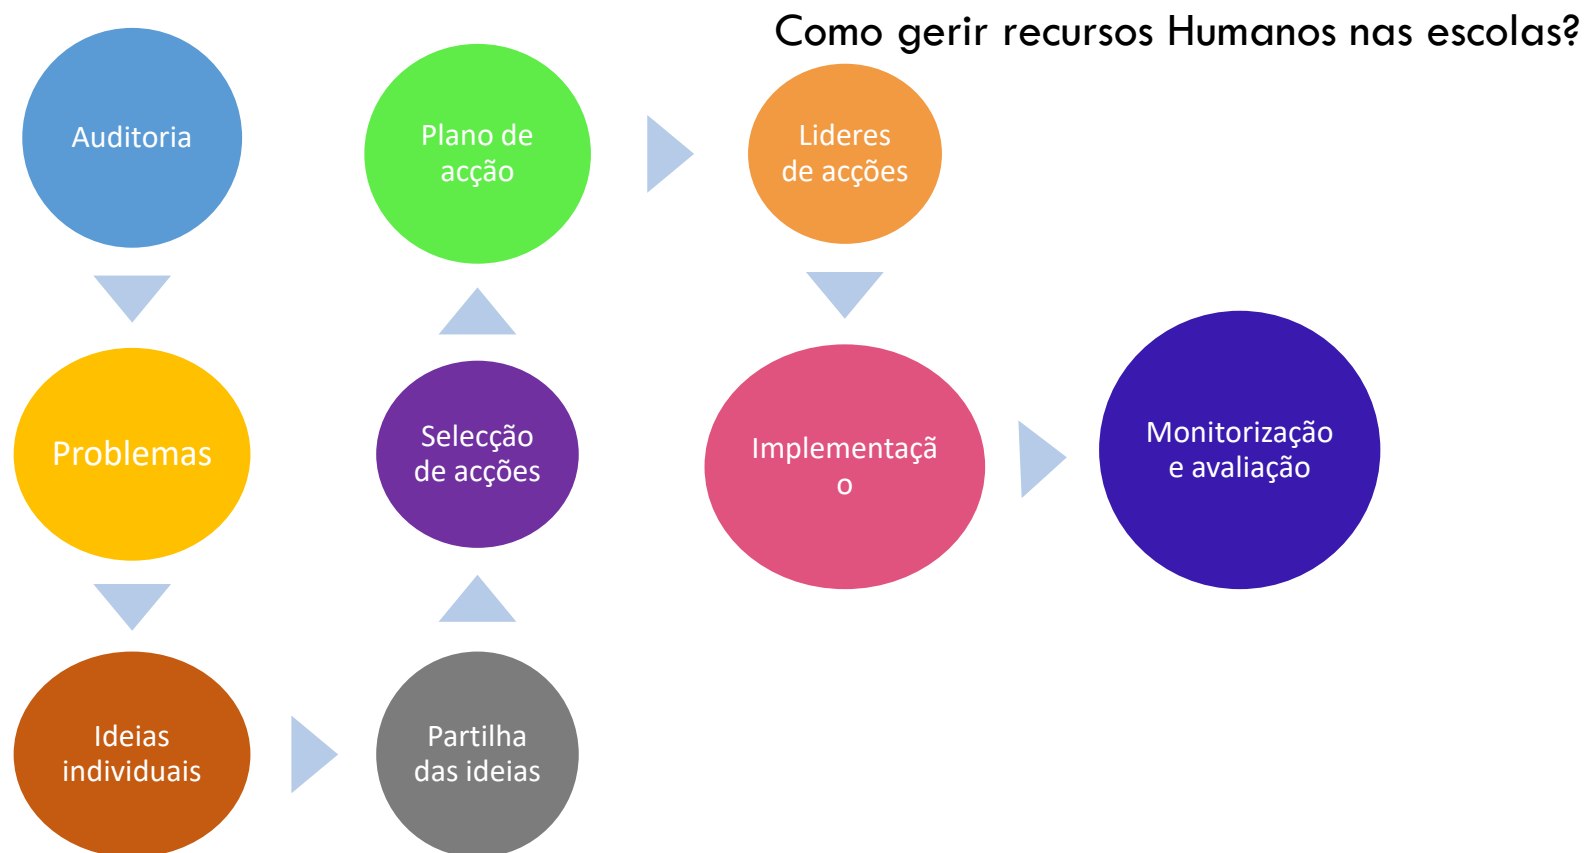 Como gerir recursos Humanos nas escolas?
Auditoria
Problemas
Ideias
individuais
Partilha
das ideias
Selecção
de acções
Plano de
acção
Lideres
de acções
Implementaçã
o
Monitorização
e avaliação